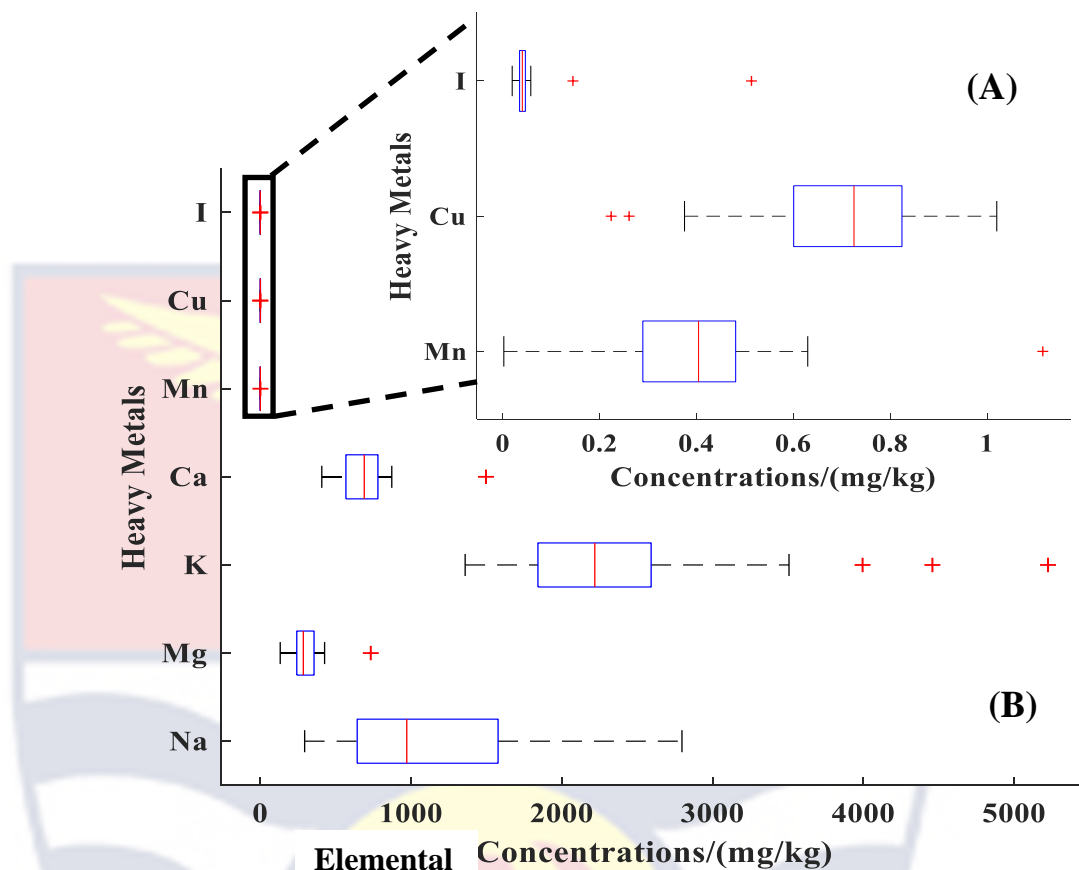 (A)
I
Cu
Mn
Heavy Metals
0 0.2 0.4 0.6 0.8 1
Concentrations/(mg/kg)
I
Cu
Mn
Ca
K
Mg
Na
Heavy Metals
(B)
0 1000 2000 3000 4000 5000
Elemental Concentrations/(mg/kg)